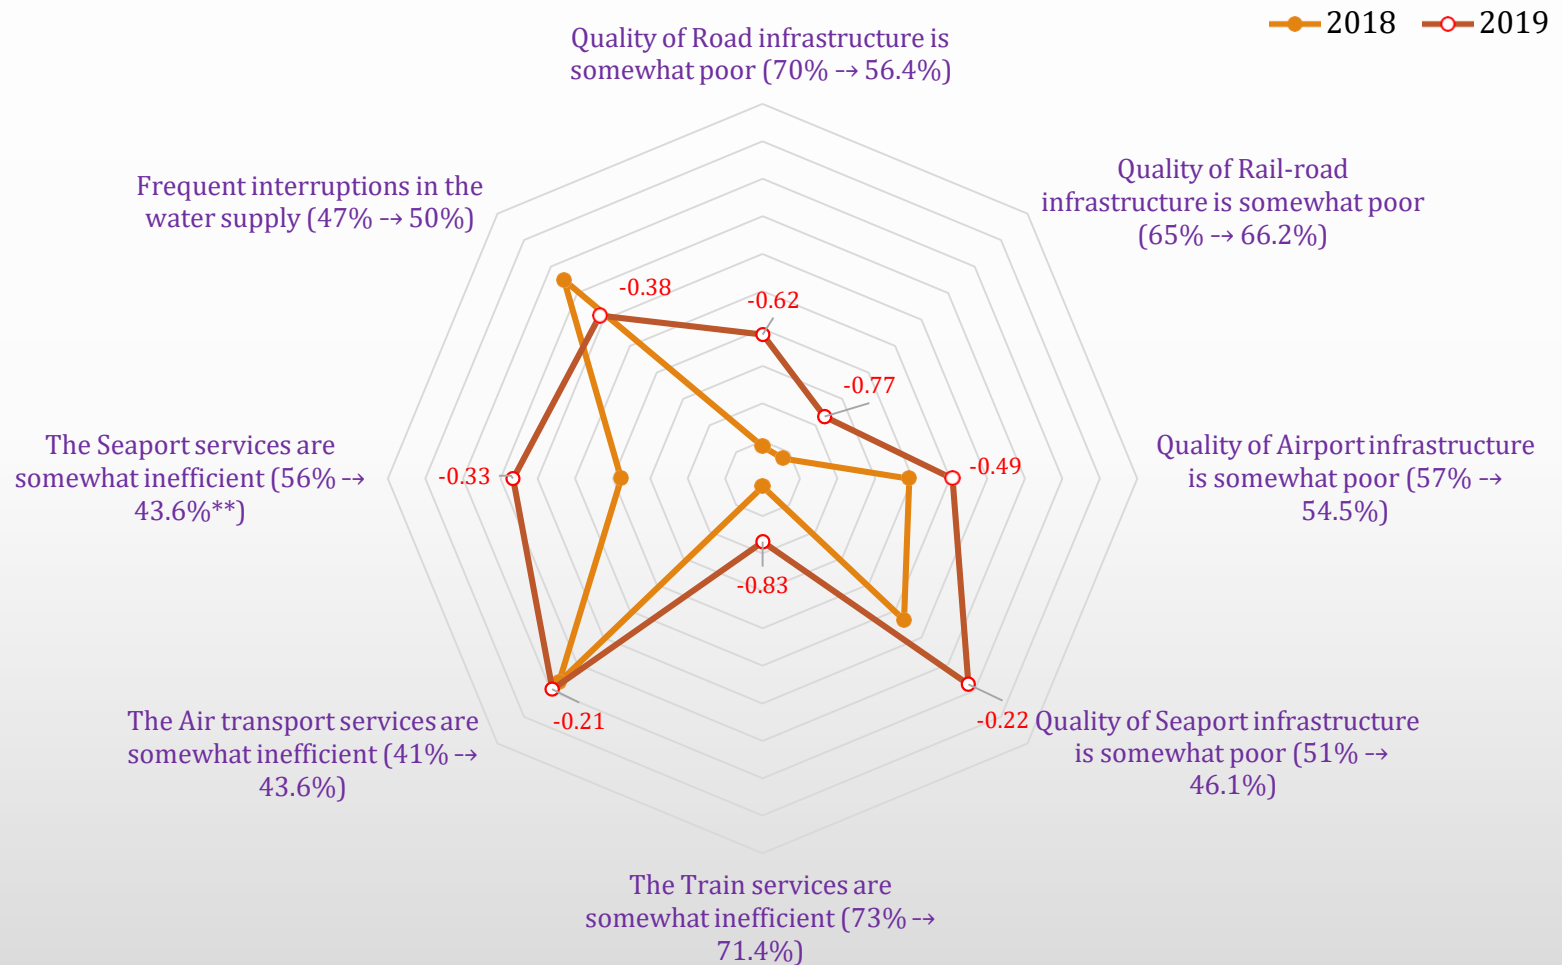 2018
2019
Quality of Road infrastructure is
somewhat poor (70% → 56.4%)
Quality of Rail-road
infrastructure is somewhat poor
(65% → 66.2%)
Frequent interruptions in the
water supply (47% → 50%)
-0.38
-0.62
-0.77
The Seaport services are
somewhat inefficient (56% →
43.6%**)
-0.33
-0.49
Quality of Airport infrastructure
is somewhat poor (57% →
54.5%)
-0.83
The Air transport services are
somewhat inefficient (41% →
43.6%)
-0.21
-0.22
Quality of Seaport infrastructure
is somewhat poor (51% →
46.1%)
The Train services are
somewhat inefficient (73% →
71.4%)